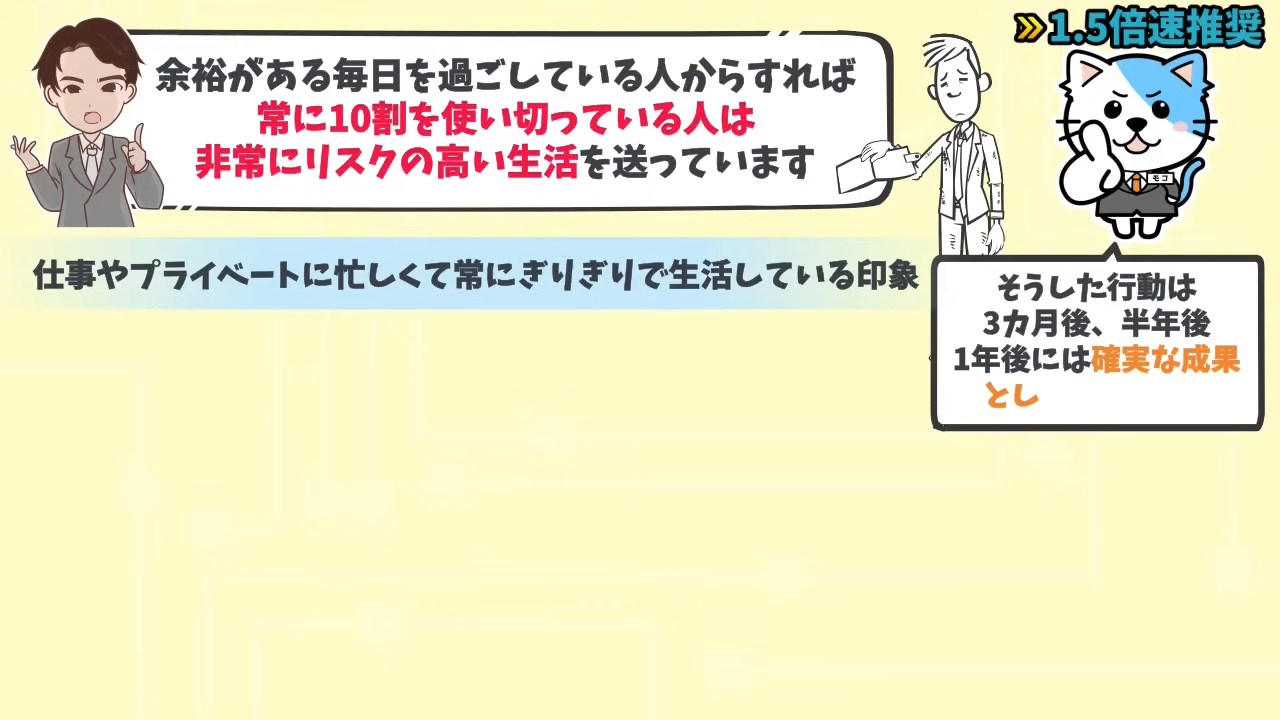 1.5倍速推奨
余裕がある毎日を過ごしている人からすれば
常に10割を使い切っている人は
非常にリスクの高い生活を送っています
モコ
仕事やプライベートに忙しくて常にぎりぎりで生活している印象
そうした行動は
3カ月後、半年後
1年後には確実な成果
とし